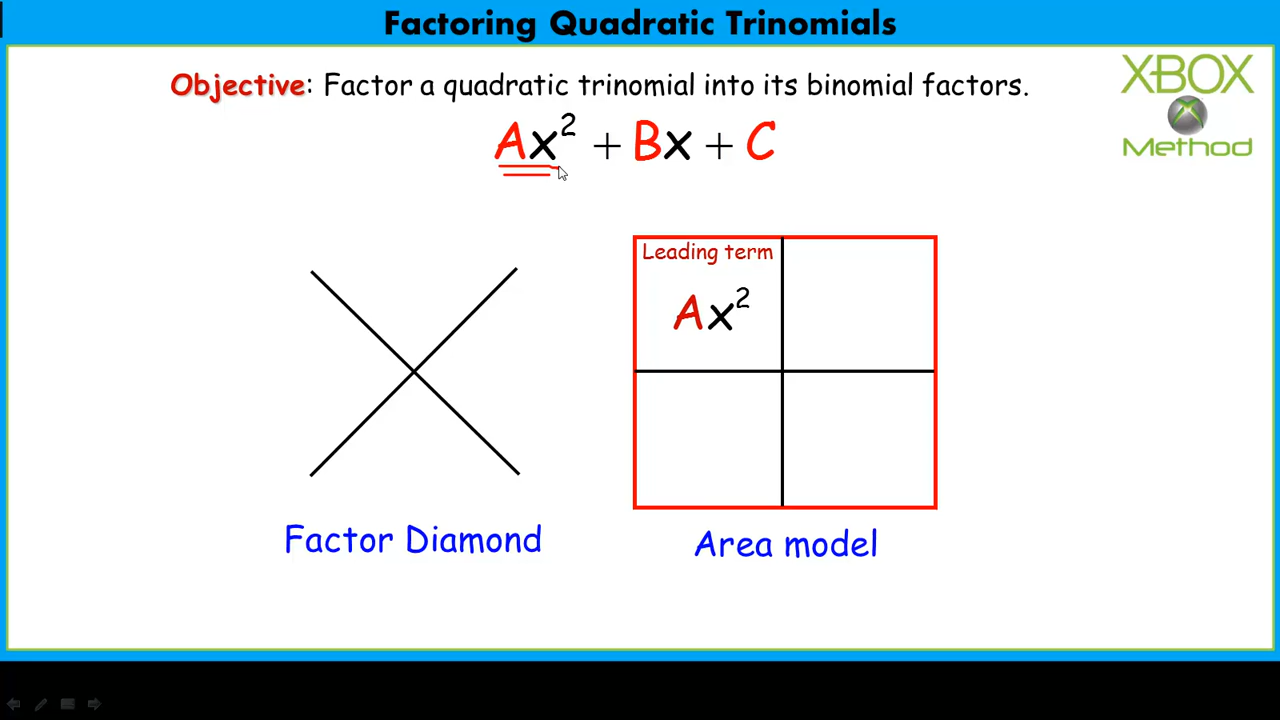 Factoring Quadratic Trinomials
Objective: Factor a quadratic trinomial into its binomial factors.
XBOX
Method
Ax² + Bx + C
Leading term
Ax²
Factor Diamond
Area model